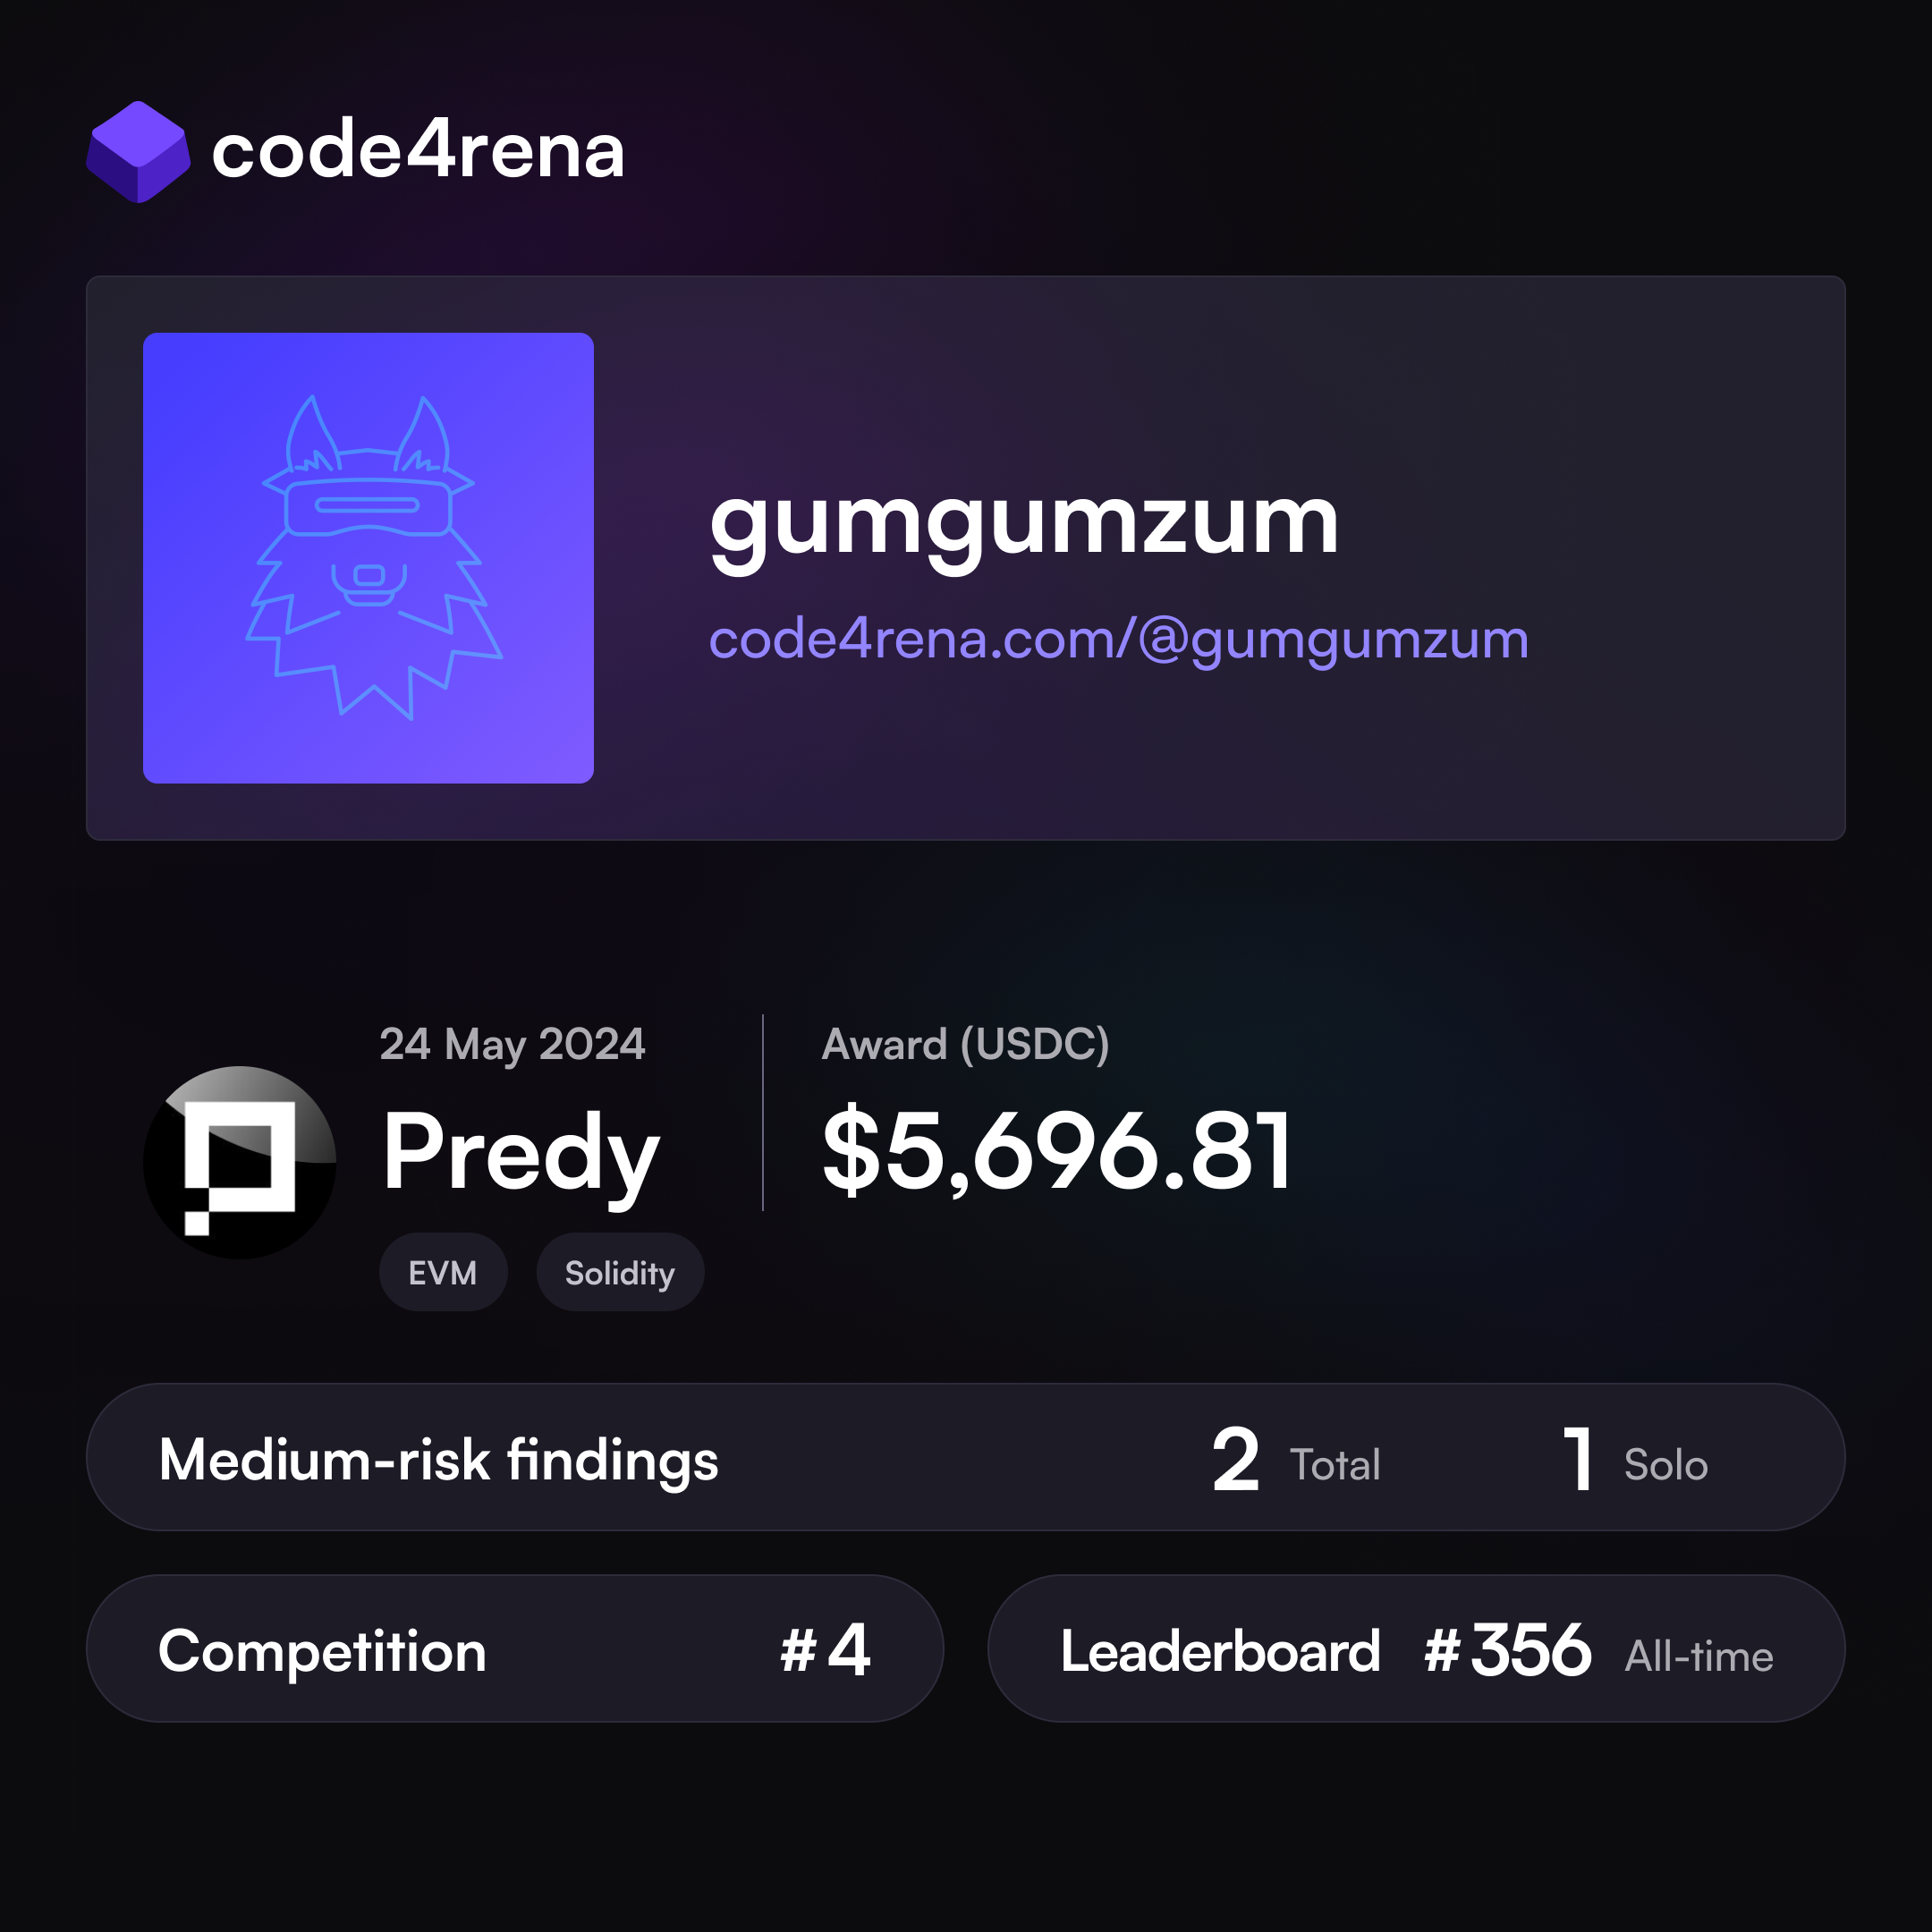 code4rena
gumgumzum
code4rena.com/@gumgumzum
24 May 2024
Predy
EVM Solidity
Award (USDC)
$5,696.81
Medium-risk findings 2 Total 1 Solo
Competition #4
Leaderboard #356 All-time